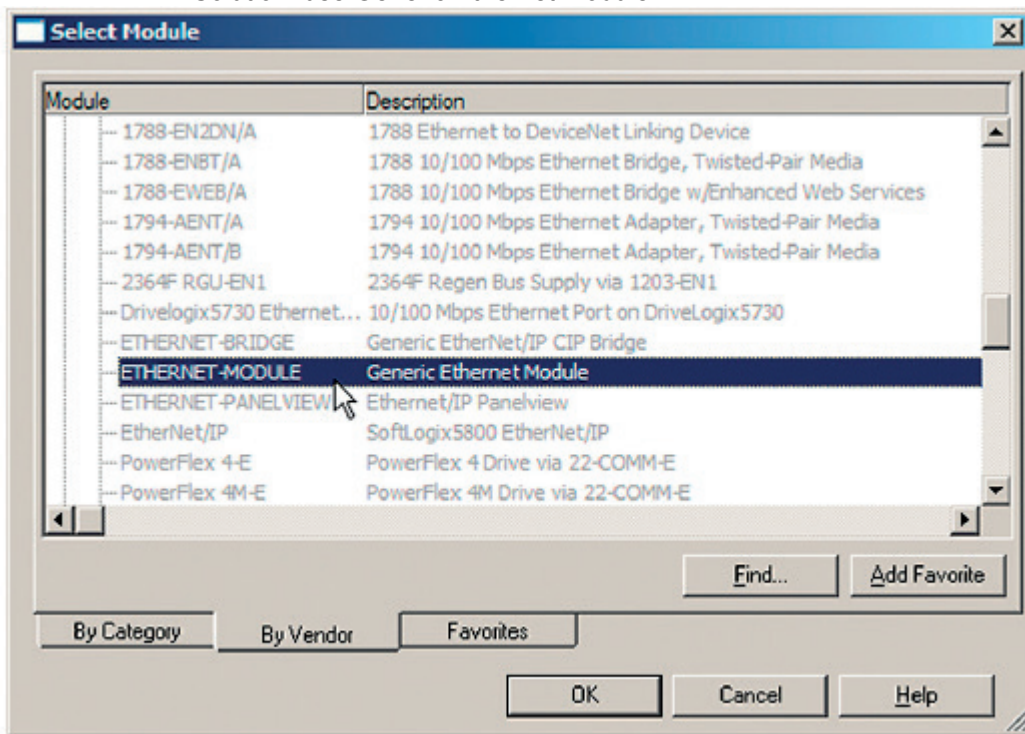 Select Module
Module Description
1788-EN2DN/A 1788 Ethernet to DeviceNet Linking Device
1788-ENBT/A 1788 10/100 Mbps Ethernet Bridge, Twisted-Pair Media
1788-EWEB/A 1788 10/100 Mbps Ethernet Bridge w/Enhanced Web Services
1794-AENT/A 1794 10/100 Mbps Ethernet Adapter, Twisted-Pair Media
1794-AENT/B 1794 10/100 Mbps Ethernet Adapter, Twisted-Pair Media
2364F RGU-EN1 2364F Regen Bus Supply via 1203-EN1
Drivelogix5730 Ethernet... 10/100 Mbps Ethernet Port on DriveLogix5730
ETHERNET-BRIDGE Generic EtherNet/IP CIP Bridge
ETHERNET-MODULE Generic Ethernet Module
ETHERNET-PANELVIEW Ethernet/IP Panelview
EtherNet/IP SoftLogix5800 EtherNet/IP
PowerFlex 4-E PowerFlex 4 Drive via 22-COMM-E
PowerFlex 4M-E PowerFlex 4M Drive via 22-COMM-E
Find... Add Favorite
By Category By Vendor Favorites
OK Cancel Help